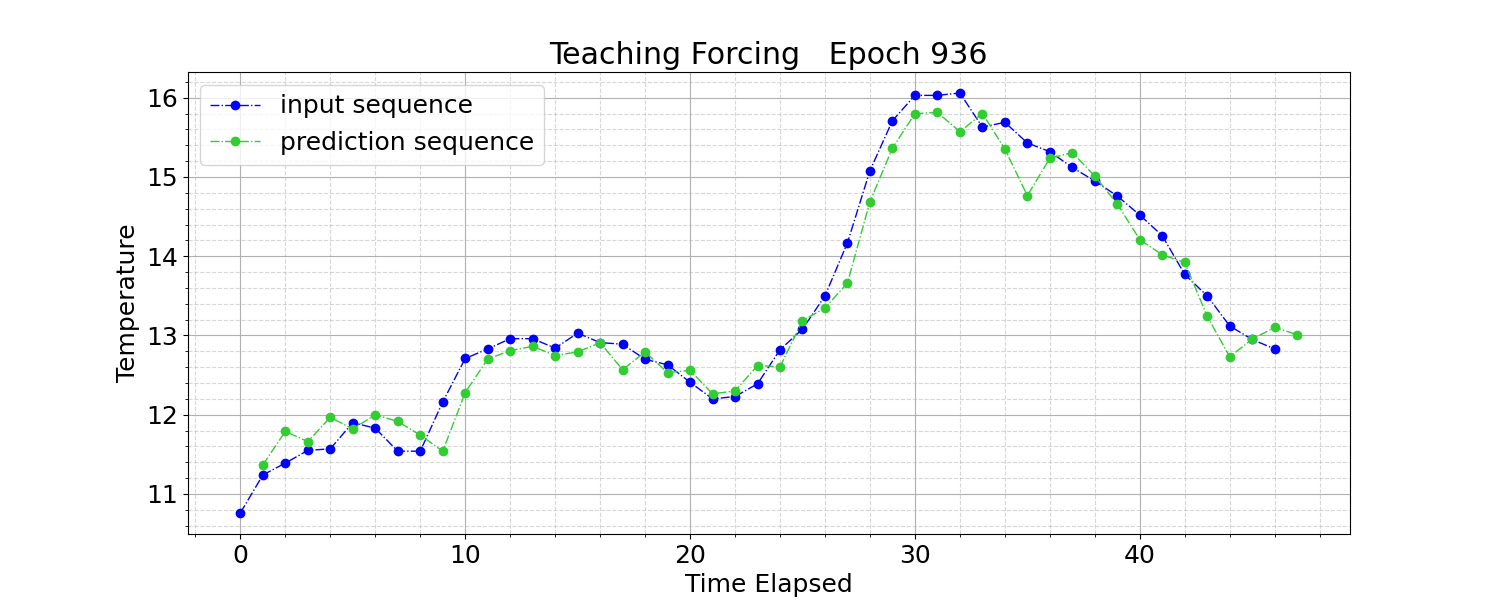 Teaching Forcing   Epoch 936
input sequence
prediction sequence
Temperature
16
15
14
13
12
11
0 10 20 30 40
Time Elapsed